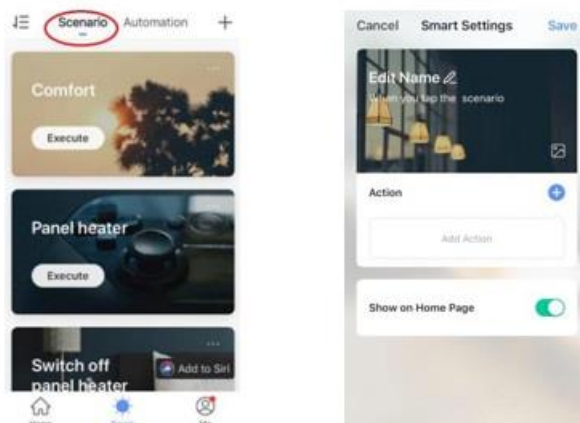 Scenario Automation
Comfort
Execute
Panel heater
Execute
Switch off
panel heater
Add to Siri
Cancel Smart Settings Save
Edit Name
When you tap the scenario
Action
Add Action
Show on Home Page